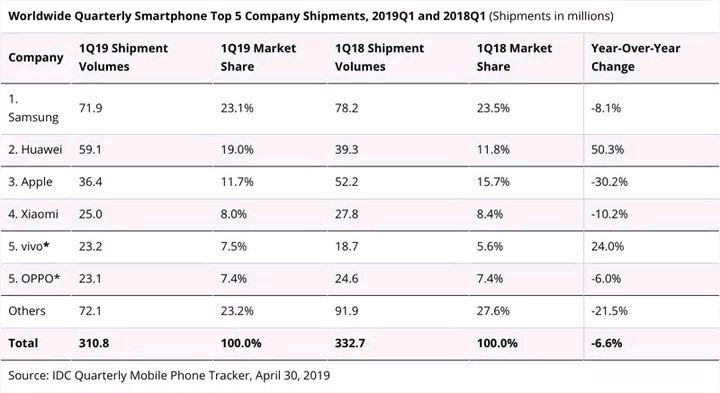 Worldwide Quarterly Smartphone Top 5 Company Shipments, 2019Q1 and 2018Q1 (Shipments in millions)
Company 1Q19 Shipment Volumes 1Q19 Market Share 1Q18 Shipment Volumes 1Q18 Market Share Year-Over-Year Change
1. Samsung 71.9 23.1% 78.2 23.5% -8.1%
2. Huawei 59.1 19.0% 39.3 11.8% 50.3%
3. Apple 36.4 11.7% 52.2 15.7% -30.2%
4. Xiaomi 25.0 8.0% 27.8 8.4% -10.2%
5. vivo* 23.2 7.5% 18.7 5.6% 24.0%
5. OPPO* 23.1 7.4% 24.6 7.4% -6.0%
Others 72.1 23.2% 91.9 27.6% -21.5%
Total 310.8 100.0% 332.7 100.0% -6.6%
Source: IDC Quarterly Mobile Phone Tracker, April 30, 2019